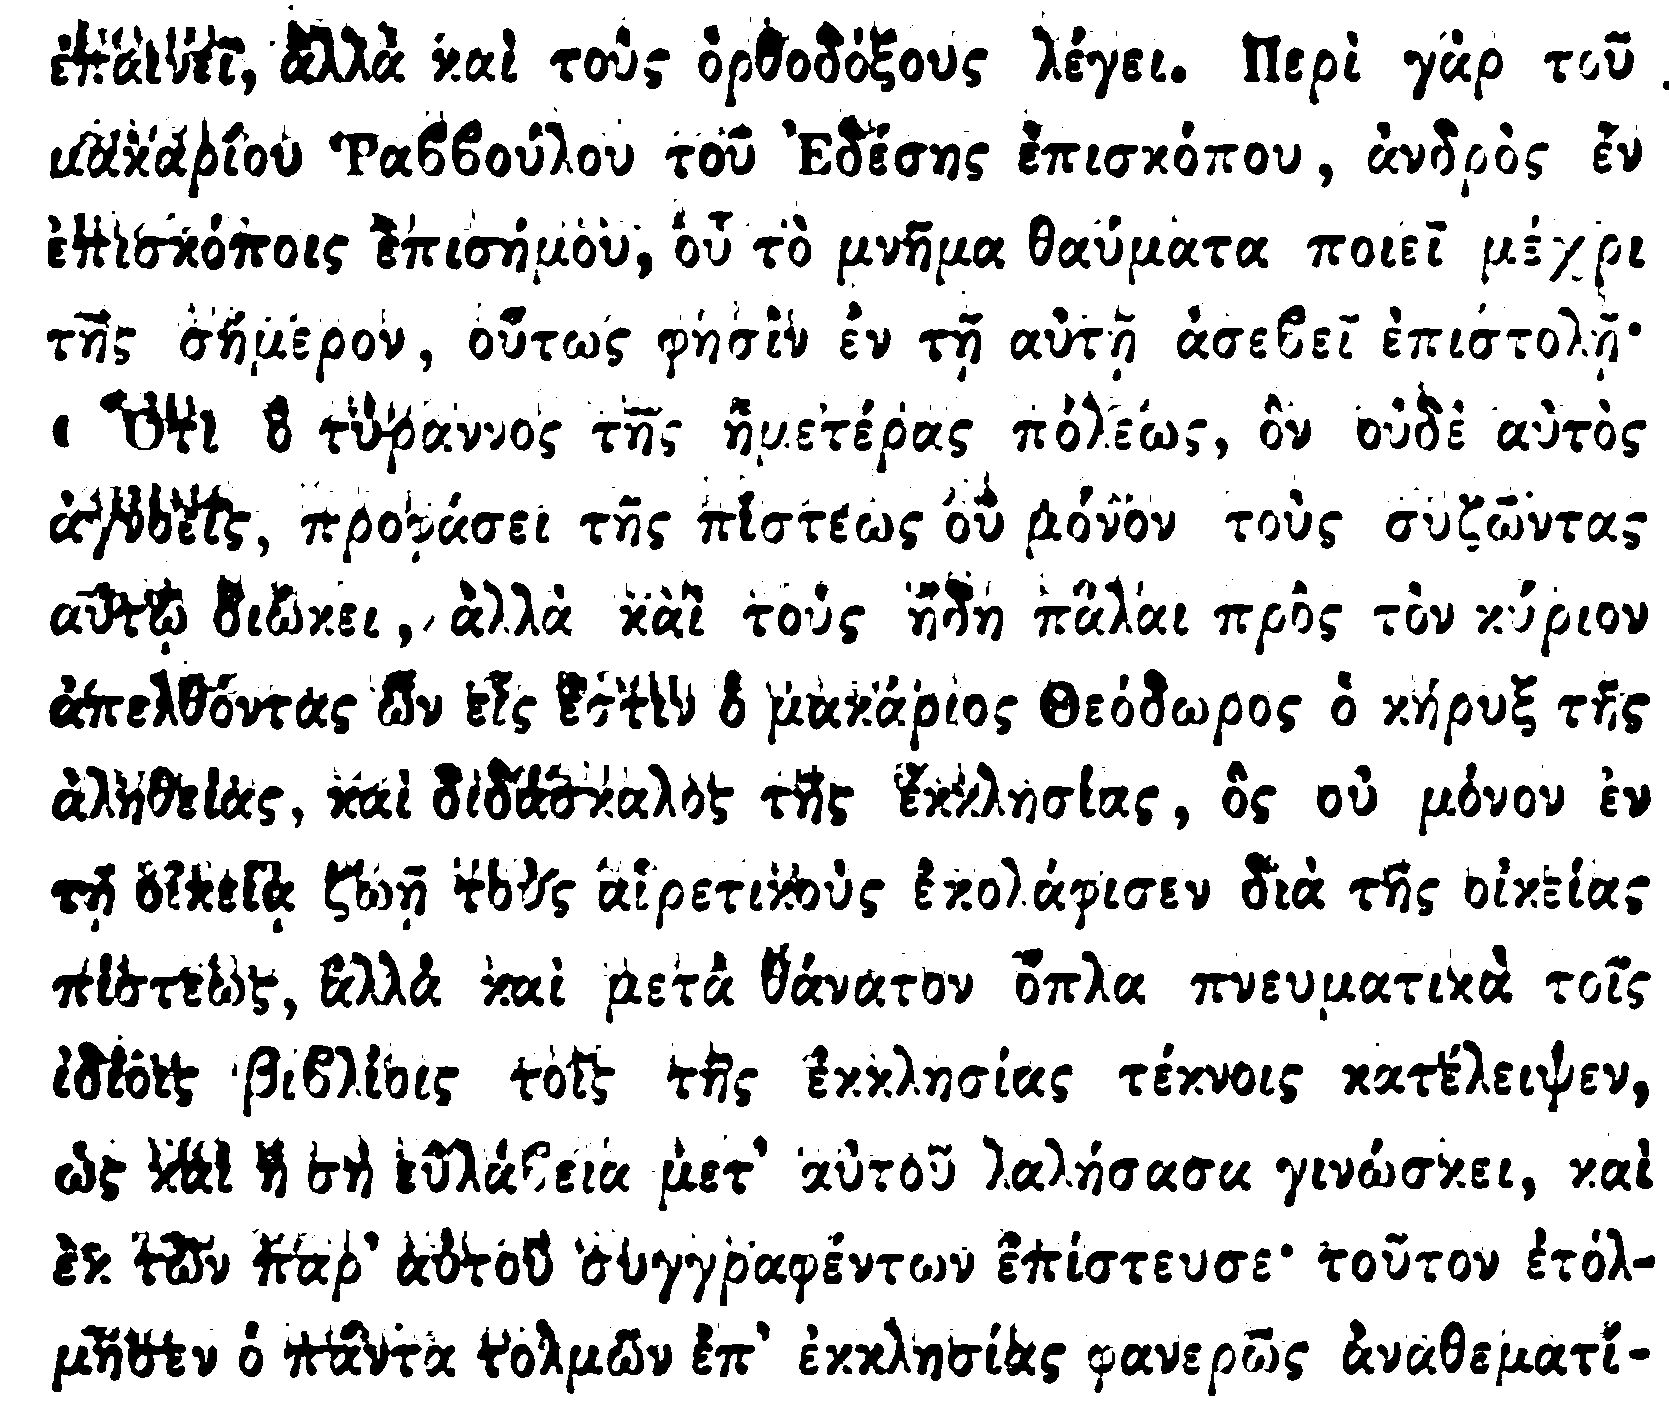 ἐπαινεῖ, ἀλλὰ καὶ τοὺς ὀρθοδόξους λέγει. Περὶ γὰρ τοῦ
μακαρίου Ῥαββούλου τοῦ Ἐδέσης ἐπισκόπου, ἀνδρὸς ἐν
ἐπισκόποις ἐπισήμου, οὗ τὸ μνῆμα θαύματα ποιεῖ μέχρι
τῆς σήμερον, οὕτως φησὶν ἐν τῇ αὐτῇ ἀσεβεῖ ἐπιστολῇ·
« Ὅτι ὁ τύραννος τῆς ἡμετέρας πόλεως, ὃν οὐδὲ αὐτὸς
ἀγνοεῖς, προφάσει τῆς πίστεως οὐ μόνον τοὺς συζῶντας
αὐτῷ διώκει, ἀλλὰ καὶ τοὺς ἤδη πάλαι πρὸς τὸν κύριον
ἀπελθόντας ὧν εἷς ἐστὶν ὁ μακάριος Θεόδωρος ὁ κήρυξ τῆς
ἀληθείας, καὶ διδάσκαλος τῆς ἐκκλησίας, ὃς οὐ μόνον ἐν
τῇ οἰκείᾳ ζωῇ τοὺς αἱρετικοὺς ἐκολάφισεν διὰ τῆς οἰκείας
πίστεως, ἀλλὰ καὶ μετὰ θάνατον ὅπλα πνευματικὰ τοῖς
ἰδίοις βιβλίοις τοῖς τῆς ἐκκλησίας τέκνοις κατέλειψεν,
ὡς καὶ ἡ σὴ εὐλάβεια μετ’ αὐτοῦ λαλήσασα γινώσκει, καὶ
ἐκ τῶν παρ’ αὐτοῦ συγγραφέντων ἐπίστευσε· τοῦτον ἐτόλ-
μησεν ὁ πάντα τολμῶν ἐπ’ ἐκκλησίας φανερῶς ἀναθεματί-